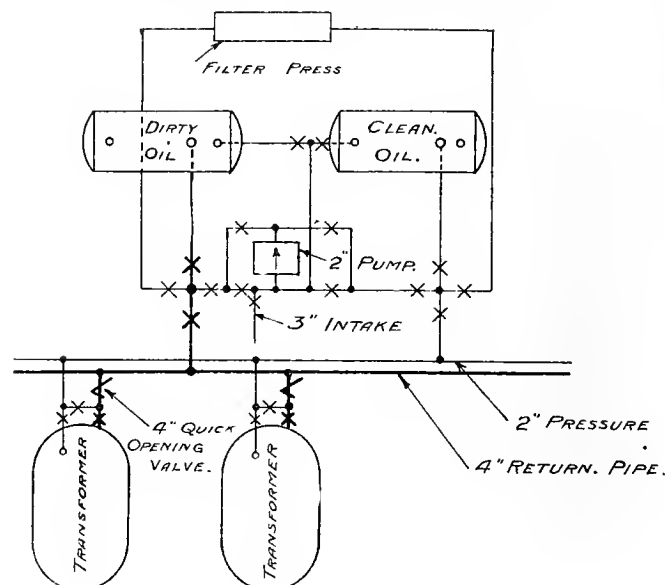 FILTER PRESS
DIRTY
OIL
CLEAN.
OIL.
2" PUMP.
3" INTAKE
2" PRESSURE
4" RETURN. PIPE.
4" QUICK
OPENING
VALVE.
TRANSFORMER
TRANSFORMER